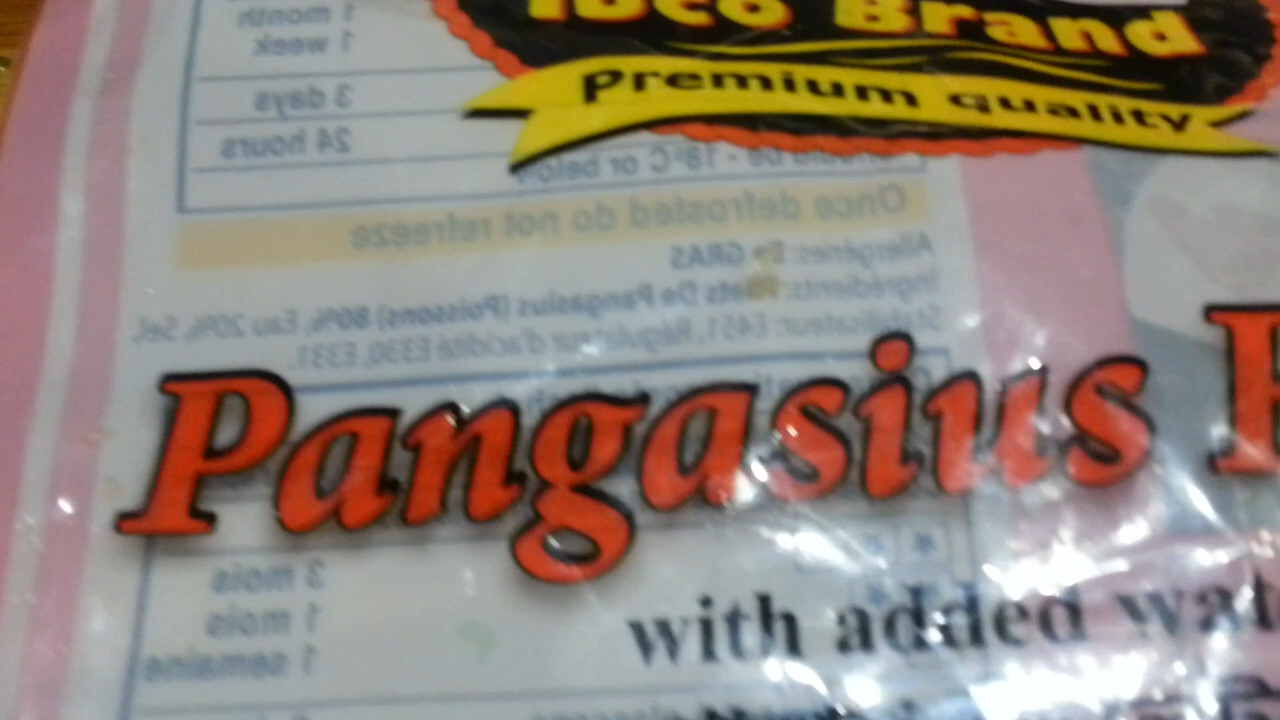 Brand
Premium quality
1 month
1 week
3 days
24 hours
- 18°C or below
Once defrosted do not refreeze
GRAS
Ingrédients: Filets De Pangasius (Poissons) 80%, Eau 20%, Sel,
Stabilisateur: E451, Régulateur d'acidité E330, E331.
Pangasius
3 mois
1 mois
1 semaine
with added